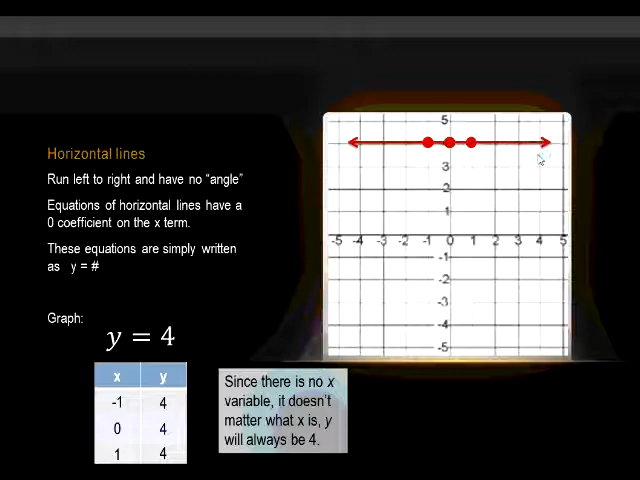 Horizontal lines
Run left to right and have no “angle”
Equations of horizontal lines have a
0 coefficient on the x term.
These equations are simply written
as y = #
Graph:
y = 4
x y
-1 4
0 4
1 4
Since there is no x
variable, it doesn’t
matter what x is, y
will always be 4.
5
3
2
1
-5 -4 -3 -2 -1 0 1 2 3 4 5
-1
-2
-3
-4
-5